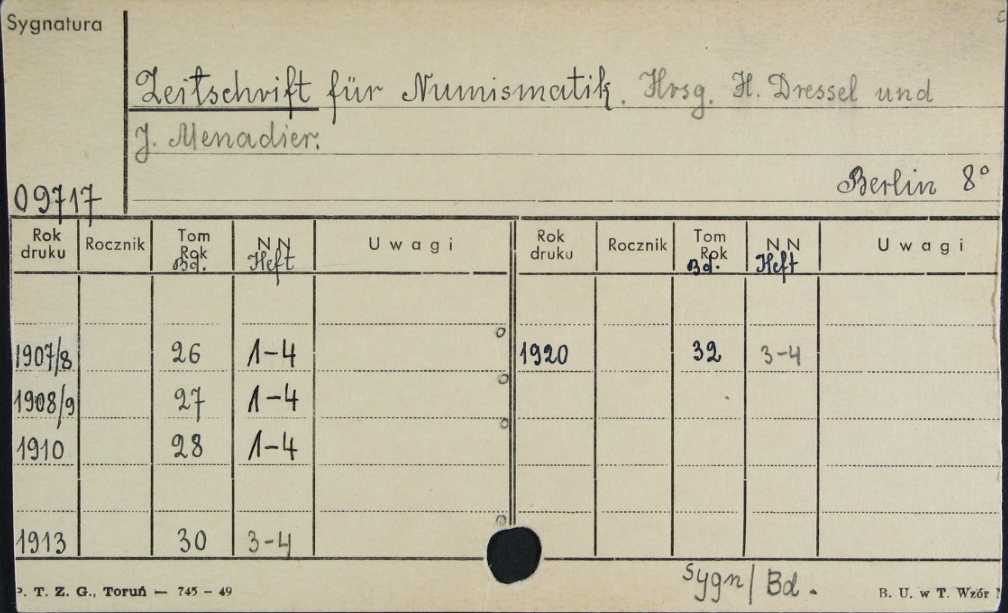 Sygnatura
Zeitschrift für Numismatik. Hrsg. H. Dressel und
J. Menadier.
Berlin 8°
09717
Rok druku Rocznik Tom Rok Bd. NN Heft Uwagi Rok druku Rocznik Tom Rok Bd. NN Heft Uwagi
1907/8 26 1-4 1920 32 3-4
1908/9 27 1-4
1910 28 1-4
1913 30 3-4
Sygn/Bd.
P. T. Z. G., Toruń — 745 - 49 B. U. w T. Wzór